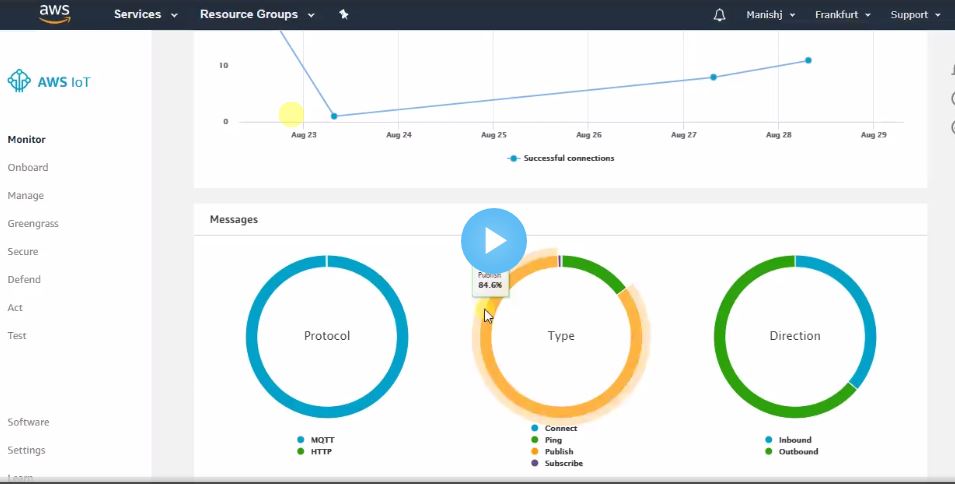 aws
Services
Resource Groups
Manishj
Frankfurt
Support
AWS IoT
Monitor
Onboard
Manage
Greengrass
Secure
Defend
Act
Test
Software
Settings
Learn
10
0
Aug 23
Aug 24
Aug 25
Aug 26
Aug 27
Aug 28
Aug 29
Successful connections
Messages
Protocol
MQTT
HTTP
Publish
84.6%
Type
Connect
Ping
Publish
Subscribe
Direction
Inbound
Outbound